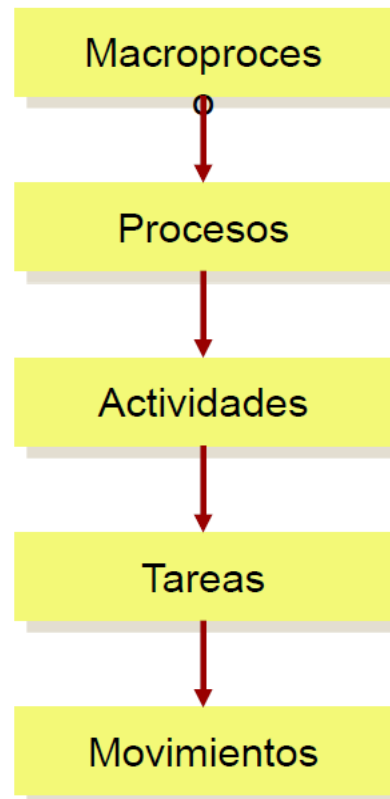 Macroproces
o
Procesos
Actividades
Tareas
Movimientos